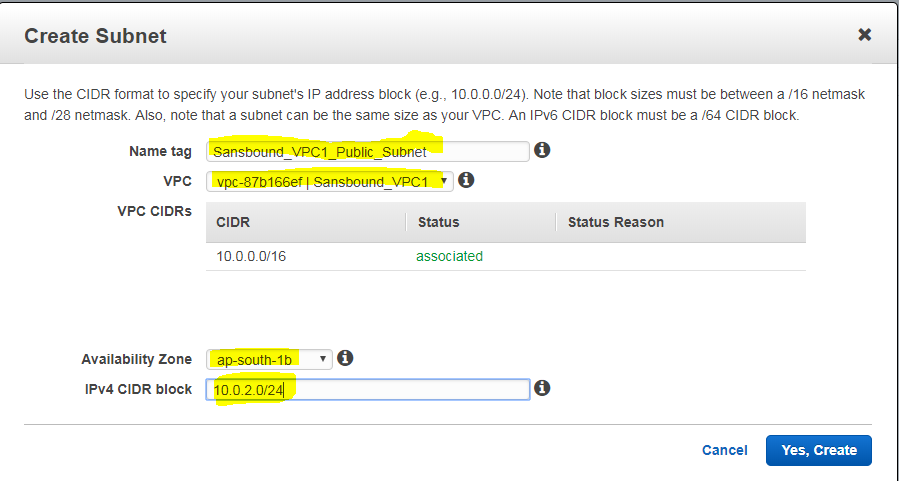 Create Subnet
Use the CIDR format to specify your subnet's IP address block (e.g., 10.0.0.0/24). Note that block sizes must be between a /16 netmask
and /28 netmask. Also, note that a subnet can be the same size as your VPC. An IPv6 CIDR block must be a /64 CIDR block.
Name tag Sansbound_VPC1_Public_Subnet
VPC vpc-87b166ef | Sansbound_VPC1
VPC CIDRs
CIDR Status Status Reason
10.0.0.0/16 associated
Availability Zone ap-south-1b
IPv4 CIDR block 10.0.2.0/24
Cancel Yes, Create